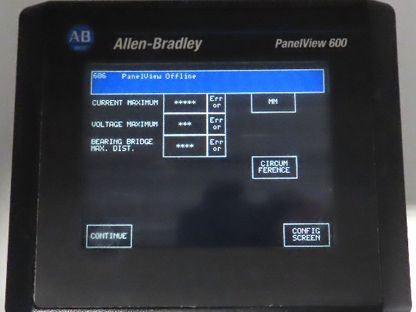 AB
Allen-Bradley
PanelView 600
686 PanelView Offline
CURRENT MAXIMUM ***** Err or MM
VOLTAGE MAXIMUM *** Err or
BEARING BRIDGE MAX. DIST. **** Err or
CIRCUM
FERENCE
CONTINUE
CONFIG
SCREEN